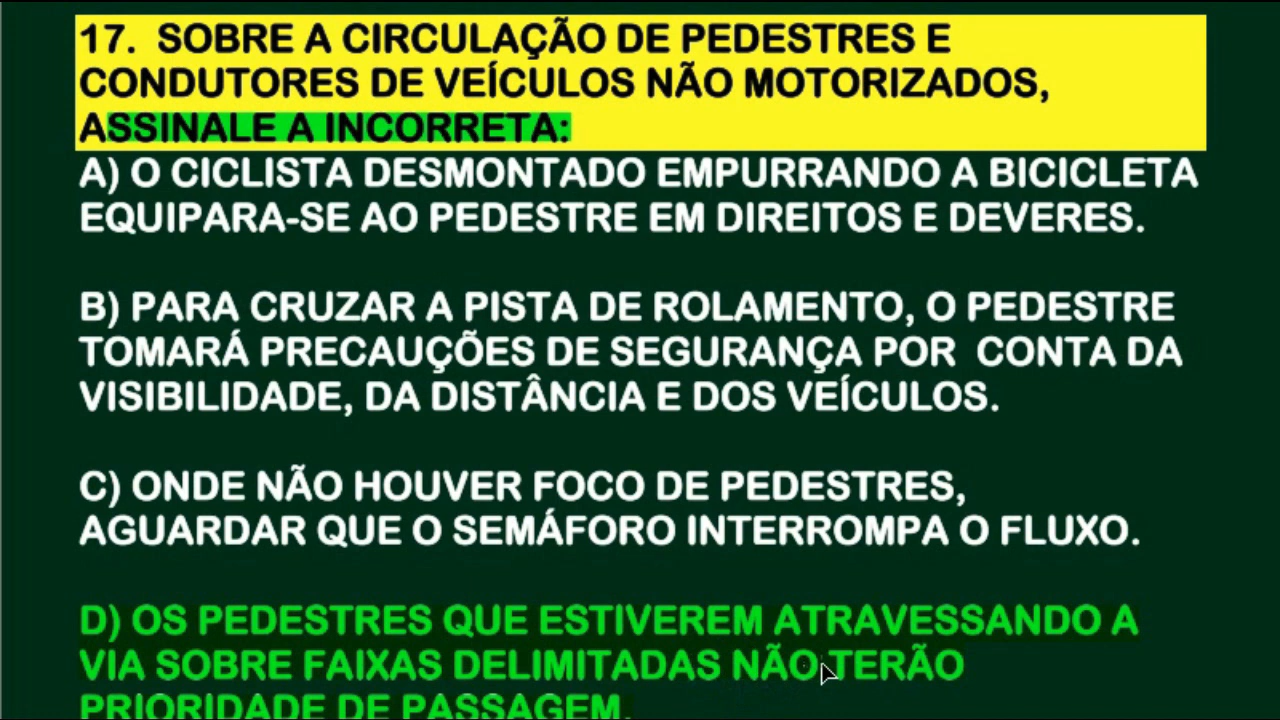 17. SOBRE A CIRCULAÇÃO DE PEDESTRES E
CONDUTORES DE VEÍCULOS NÃO MOTORIZADOS,
ASSINALE A INCORRETA:
A) O CICLISTA DESMONTADO EMPURRANDO A BICICLETA
EQUIPARA-SE AO PEDESTRE EM DIREITOS E DEVERES.
B) PARA CRUZAR A PISTA DE ROLAMENTO, O PEDESTRE
TOMARÁ PRECAUÇÕES DE SEGURANÇA POR CONTA DA
VISIBILIDADE, DA DISTÂNCIA E DOS VEÍCULOS.
C) ONDE NÃO HOUVER FOCO DE PEDESTRES,
AGUARDAR QUE O SEMÁFORO INTERROMPA O FLUXO.
D) OS PEDESTRES QUE ESTIVEREM ATRAVESSANDO A
VIA SOBRE FAIXAS DELIMITADAS NÃO TERÃO
PRIORIDADE DE PASSAGEM.